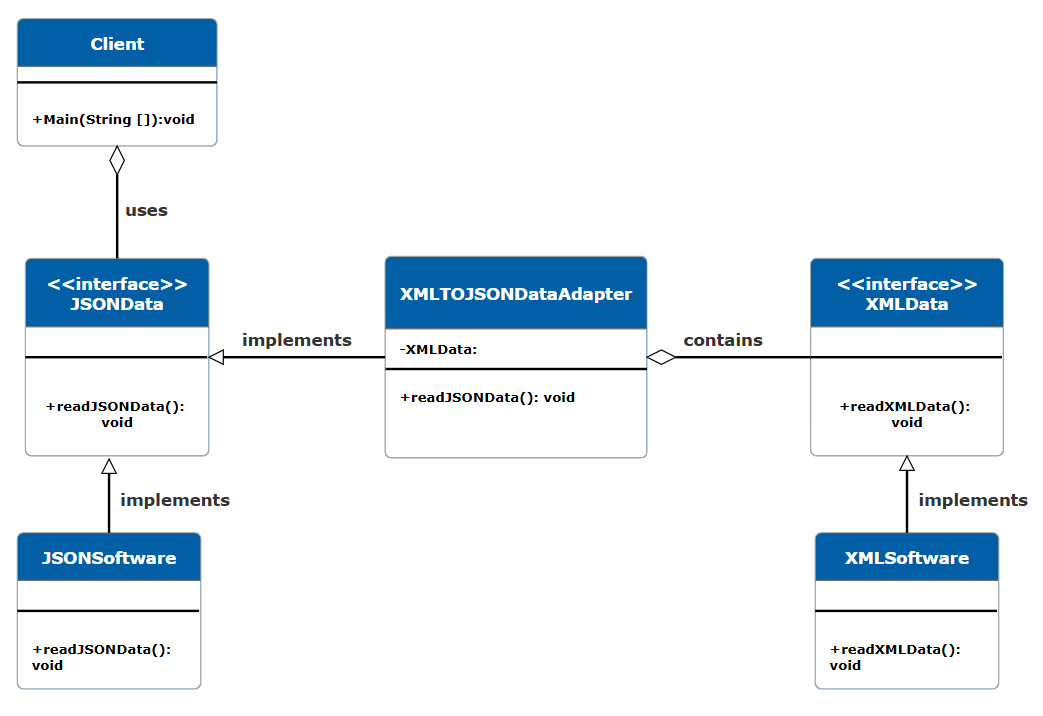 Client
+Main(String []):void
uses
<<interface>>
JSONData
+readJSONData():
void
implements
XMLTOJSONDataAdapter
-XMLData:
+readJSONData(): void
contains
<<interface>>
XMLData
+readXMLData():
void
implements
JSONSoftware
+readJSONData():
void
implements
XMLSoftware
+readXMLData():
void